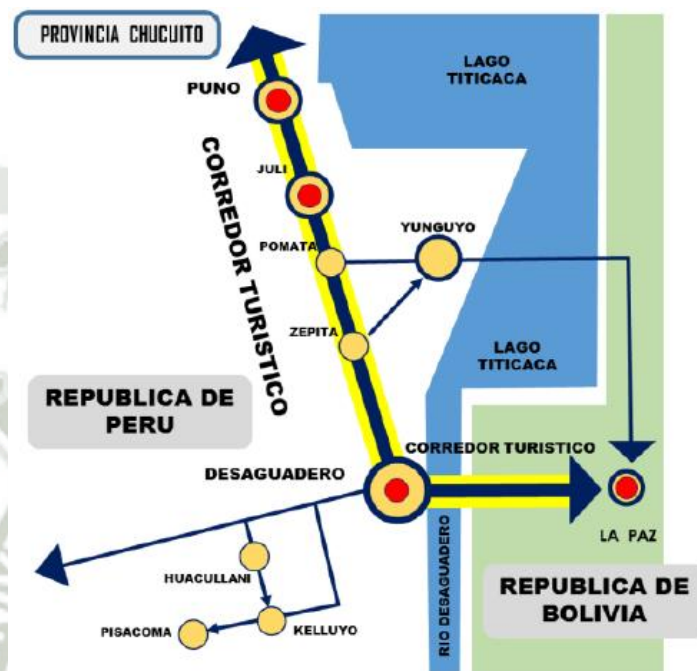 PROVINCIA CHUCUITO
LAGO
TITICACA
PUNO
CORREDOR TURISTICO
JULI
YUNGUYO
POMATA
ZEPITA
LAGO
TITICACA
REPUBLICA DE
PERU
CORREDOR TURISTICO
DESAGUADERO
LA PAZ
RIO DESAGUADERO
HUACULLANI
REPUBLICA DE
BOLIVIA
PISACOMA
KELLUYO